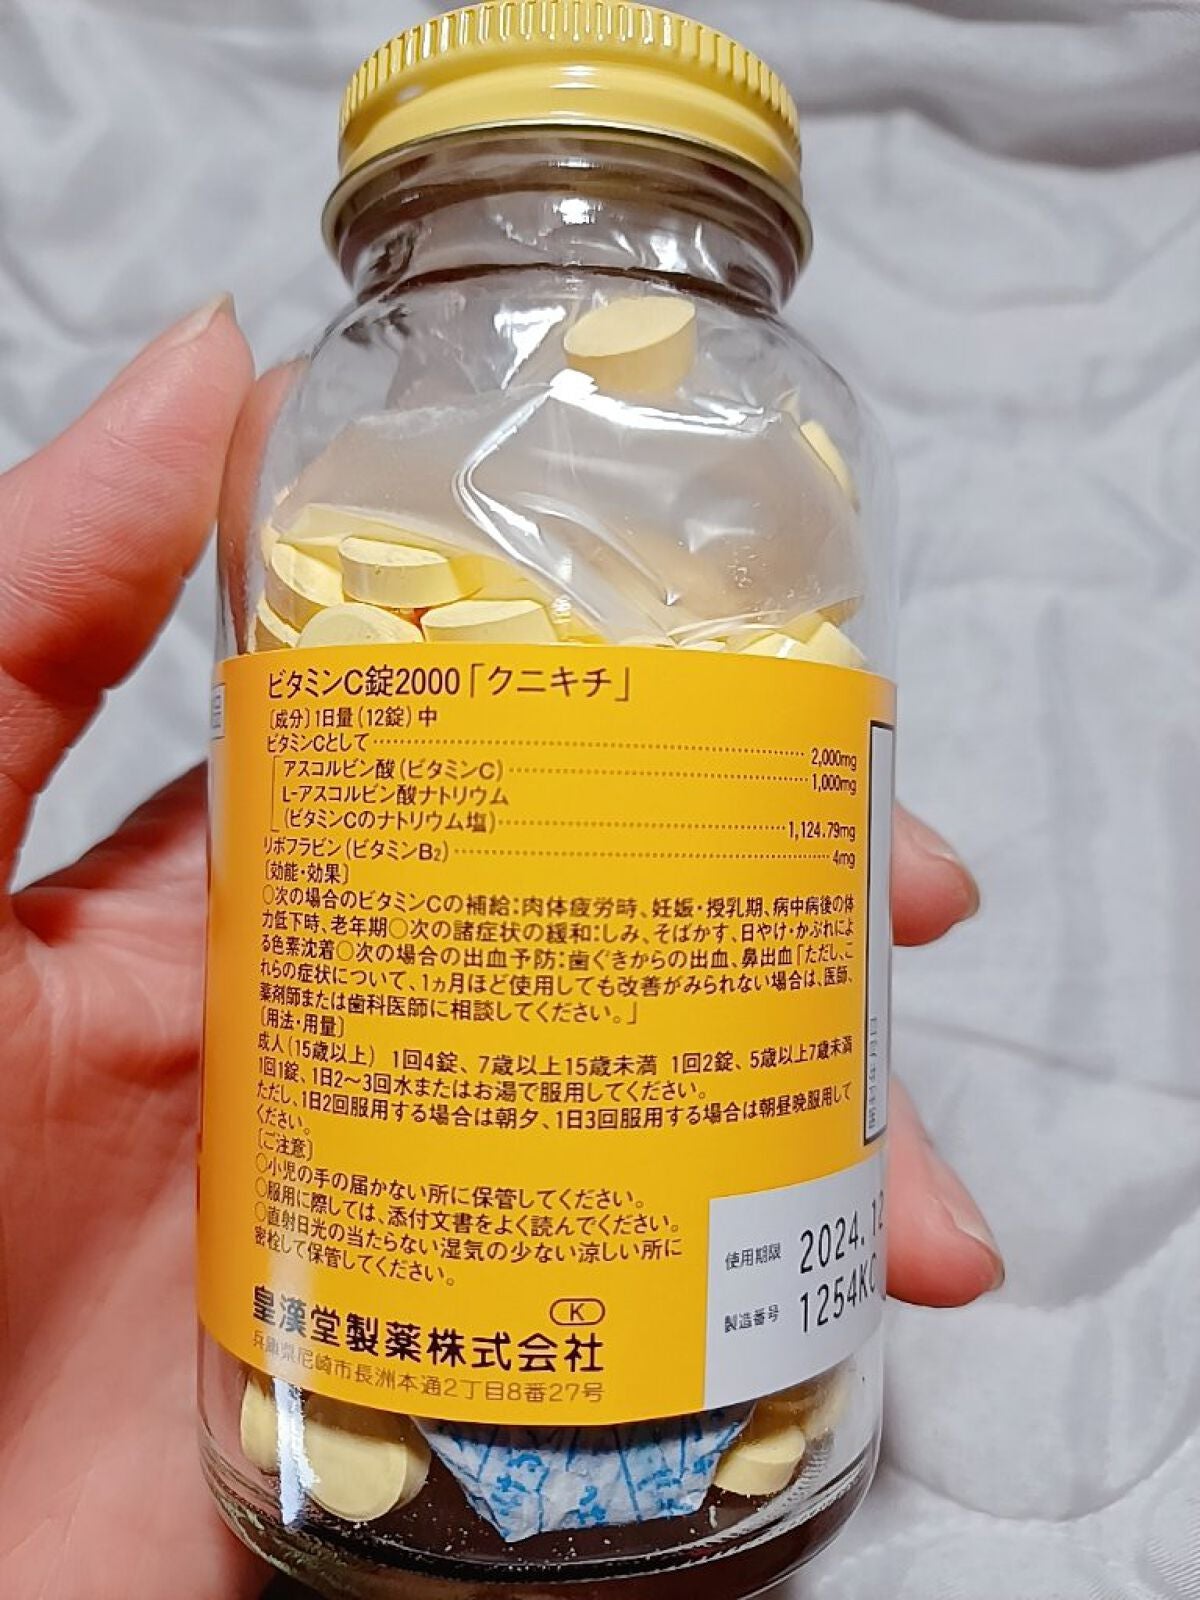 ビタミンC錠2000「クニキチ」
〔成分〕1日量(12錠)中
ビタミンCとして 2,000mg
アスコルビン酸(ビタミンC) 1,000mg
L-アスコルビン酸ナトリウム
(ビタミンCのナトリウム塩) 1,124.79mg
リボフラビン(ビタミンB₂) 4mg
〔効能・効果〕
○次の場合のビタミンCの補給:肉体疲労時、妊娠・授乳期、病中病後の体
力低下時、老年期○次の諸症状の緩和:しみ、そばかす、日やけ・かぶれによ
る色素沈着○次の場合の出血予防:歯ぐきからの出血、鼻出血「ただし、こ
れらの症状について、1ヵ月ほど使用しても改善がみられない場合は、医師、
薬剤師または歯科医師に相談してください。」
〔用法・用量〕
成人(15歳以上) 1回4錠、7歳以上15歳未満 1回2錠、5歳以上7歳未満
1回1錠、1日2〜3回水またはお湯で服用してください。
ただし、1日2回服用する場合は朝夕、1日3回服用する場合は朝昼晩服用して
ください。
〔ご注意〕
○小児の手の届かない所に保管してください。
○服用に際しては、添付文書をよく読んでください。
○直射日光の当たらない湿気の少ない涼しい所に
密栓して保管してください。
K
皇漢堂製薬株式会社
兵庫県尼崎市長洲本通2丁目8番27号
使用期限 2024.12
製造番号 1254KC